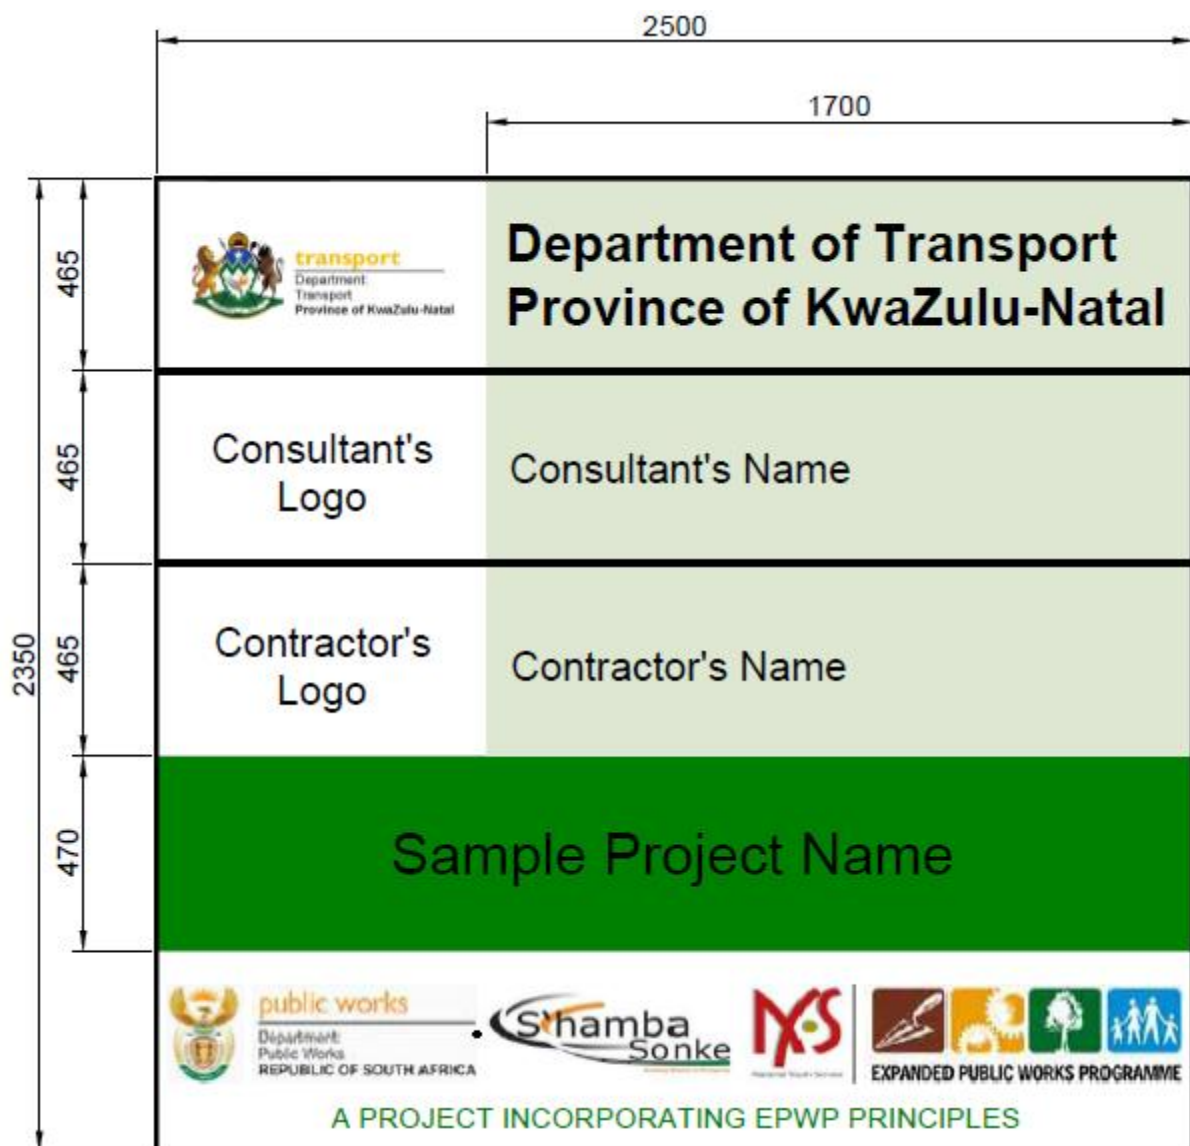 2500
1700
465
transport
Department:
Transport
Province of KwaZulu-Natal
Department of Transport
Province of KwaZulu-Natal
465
Consultant's
Logo
Consultant's Name
2350
465
Contractor's
Logo
Contractor's Name
470
Sample Project Name
public works
Department:
Public Works
REPUBLIC OF SOUTH AFRICA
S'hamba
Sonke
NYS
EXPANDED PUBLIC WORKS PROGRAMME
A PROJECT INCORPORATING EPWP PRINCIPLES